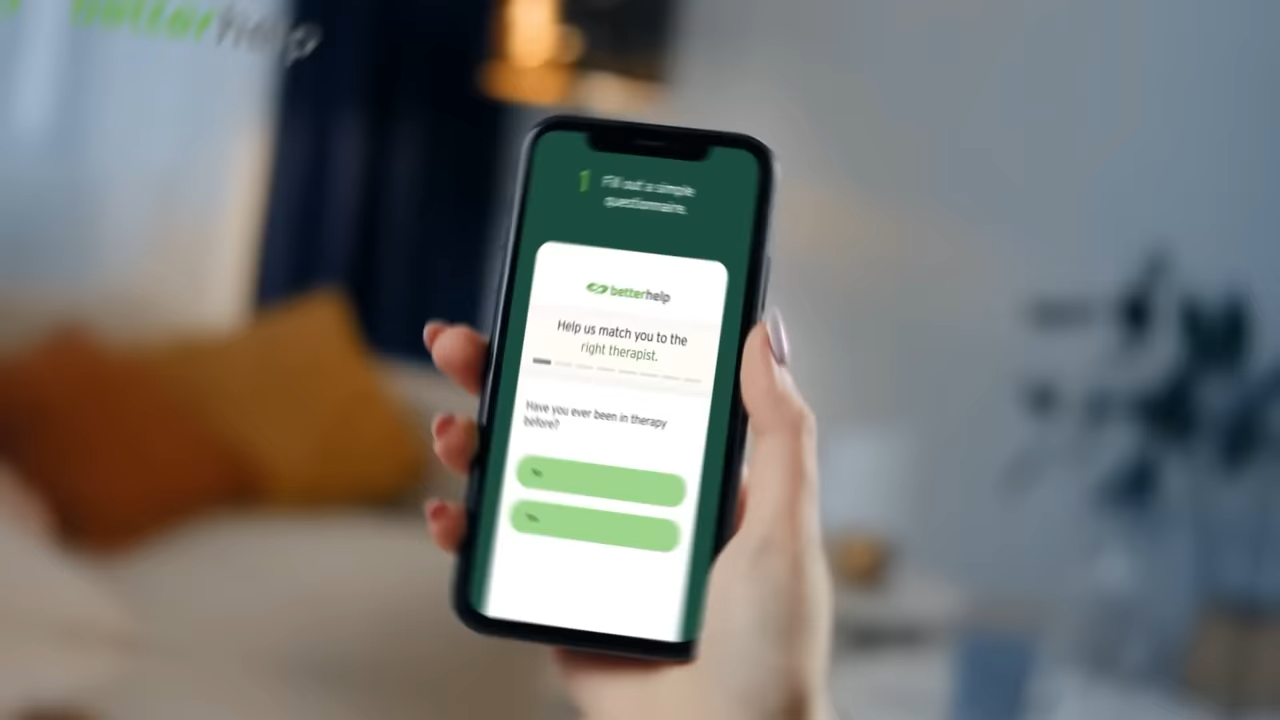 betterhelp
1 Fill out a simple
questionnaire.
betterhelp
Help us match you to the
right therapist.
Have you ever been in therapy
before?